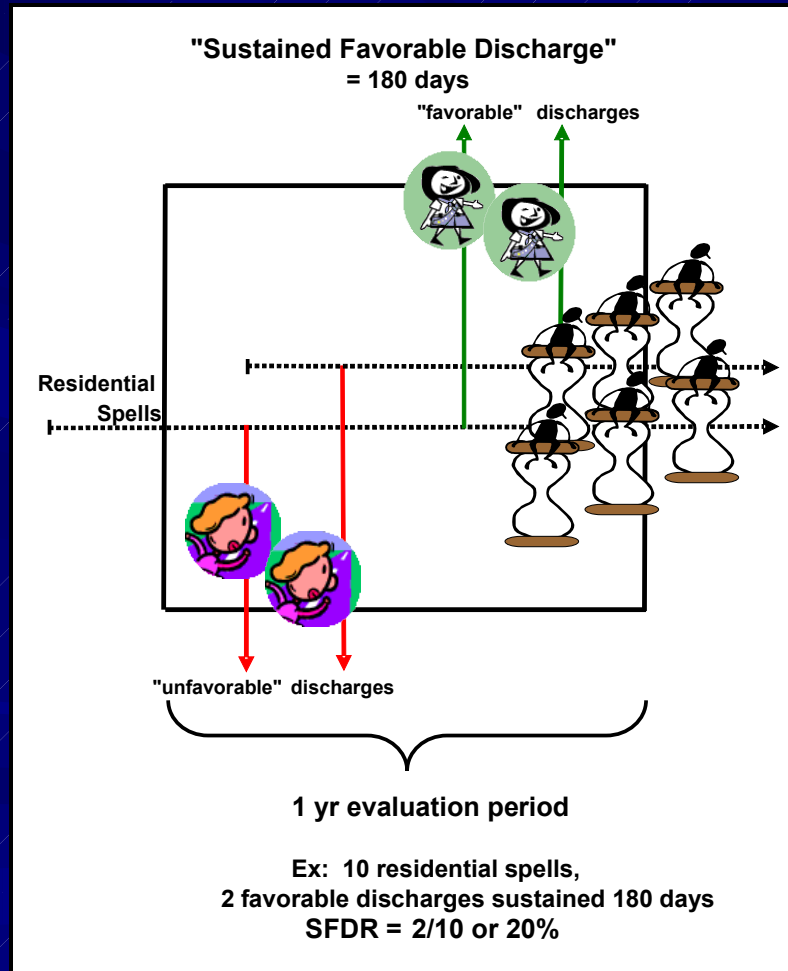 "Sustained Favorable Discharge"
= 180 days
"favorable" discharges
Residential
Spells
"unfavorable" discharges
1 yr evaluation period
Ex: 10 residential spells,
2 favorable discharges sustained 180 days
SFDR = 2/10 or 20%